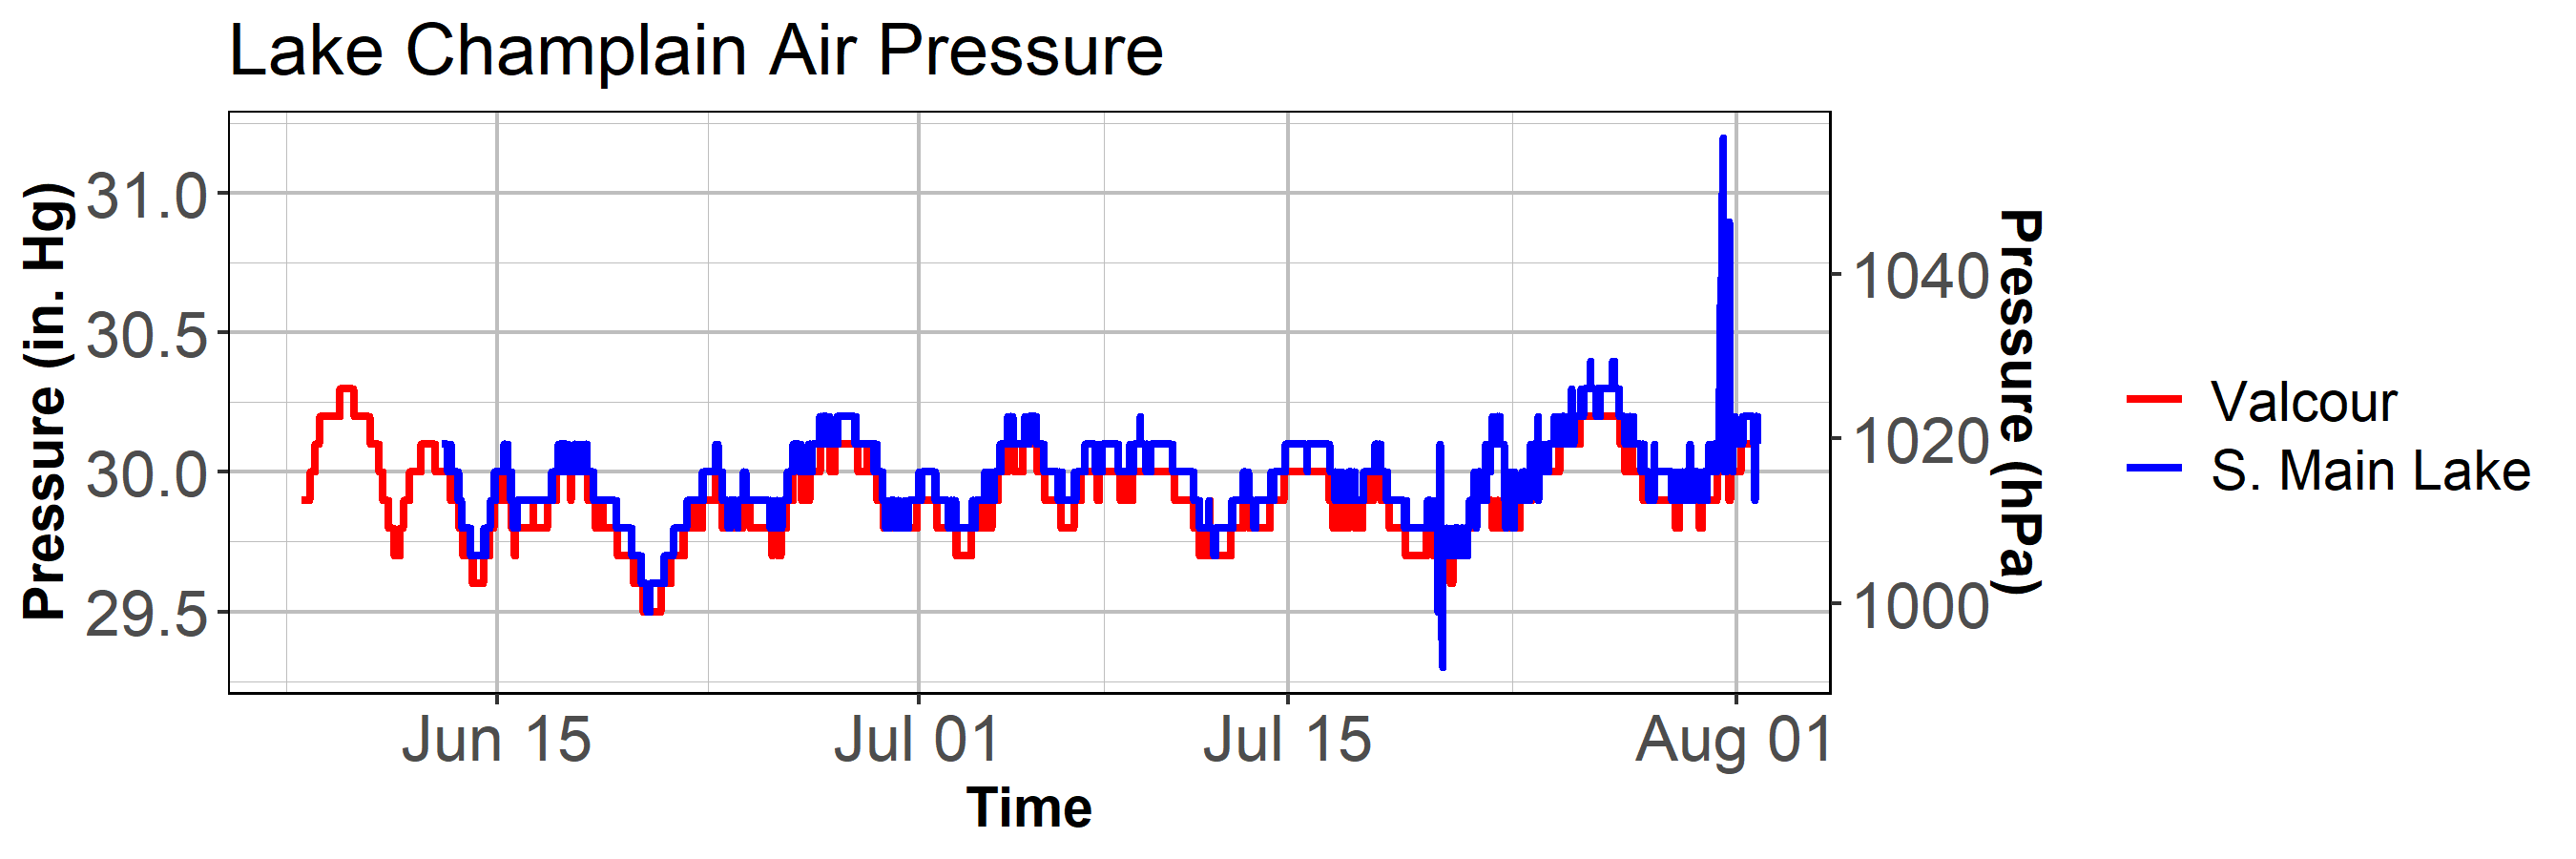 Lake Champlain Air Pressure
Pressure (in. Hg)
31.0
30.5
30.0
29.5
1040
1020
1000
Pressure (hPa)
Jun 15
Jul 01
Jul 15
Aug 01
Time
Valcour
S. Main Lake